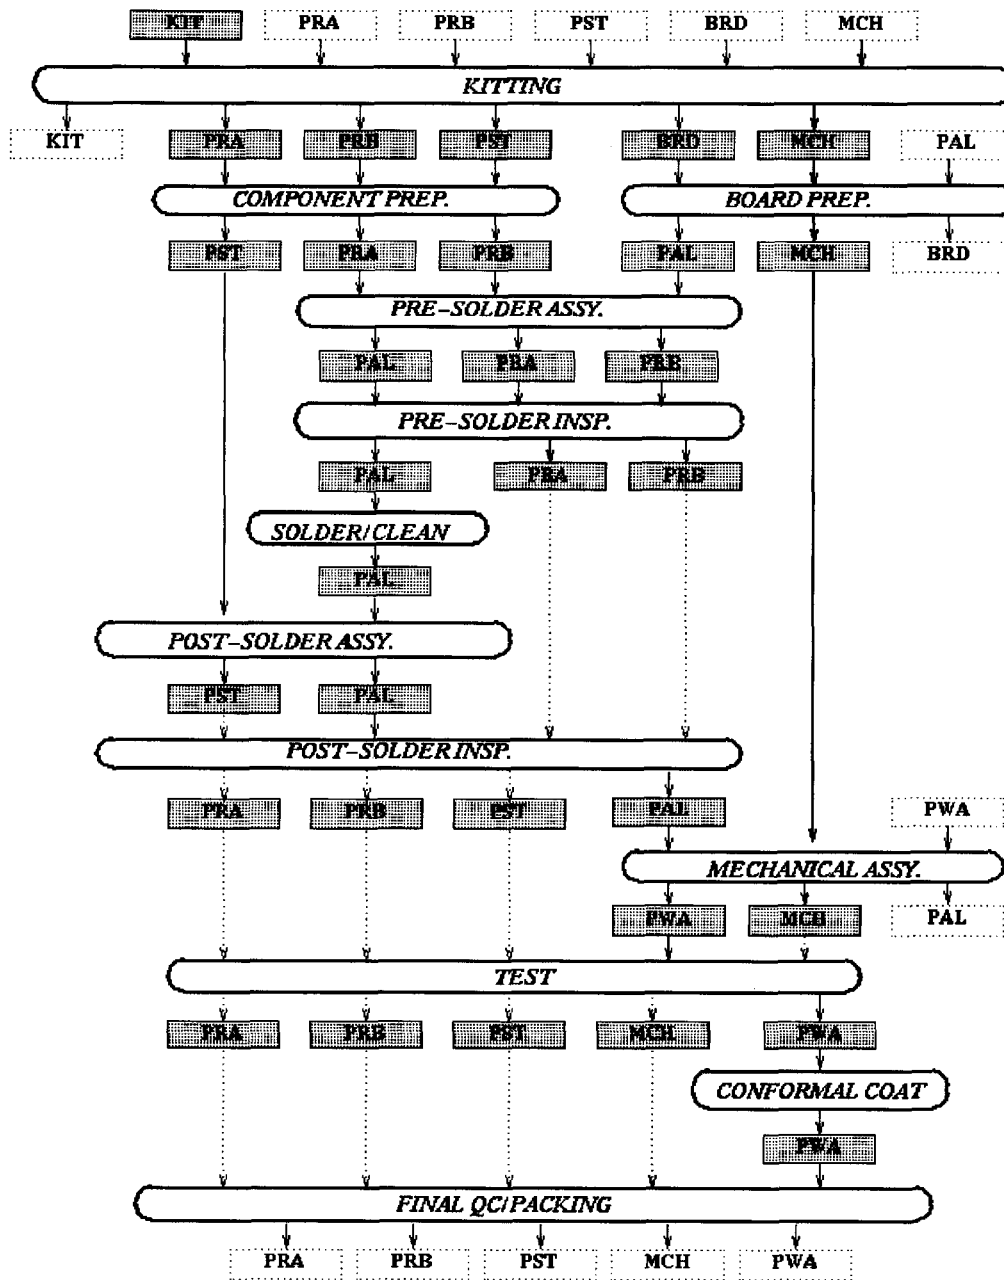 KIT PRA PRB PST BRD MCH
KITTING
KIT PRA PRB PST BRD MCH PAL
COMPONENT PREP. BOARD PREP.
PST PRA PRB PAL MCH BRD
PRE-SOLDER ASSY.
PAL PRA PRB
PRE-SOLDER INSP.
PAL PRA PRB
SOLDER/CLEAN
PAL
POST-SOLDER ASSY.
PST PAL
POST-SOLDER INSP.
PRA PRB PST PAL PWA
MECHANICAL ASSY.
PWA MCH PAL
TEST
PRA PRB PST MCH PWA
CONFORMAL COAT
PWA
FINAL QC/PACKING
PRA PRB PST MCH PWA